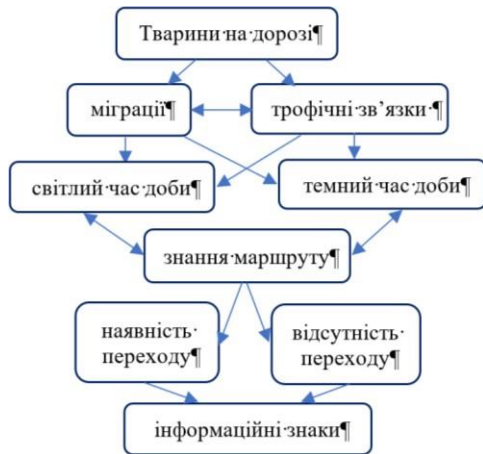 Тварини·на·дорозі¶
міграції¶
трофічні·зв’язки·¶
світлий·час·доби¶
темний·час·доби¶
знання·маршруту¶
наявність·
переходу¶
відсутність·
переходу¶
інформаційні·знаки¶